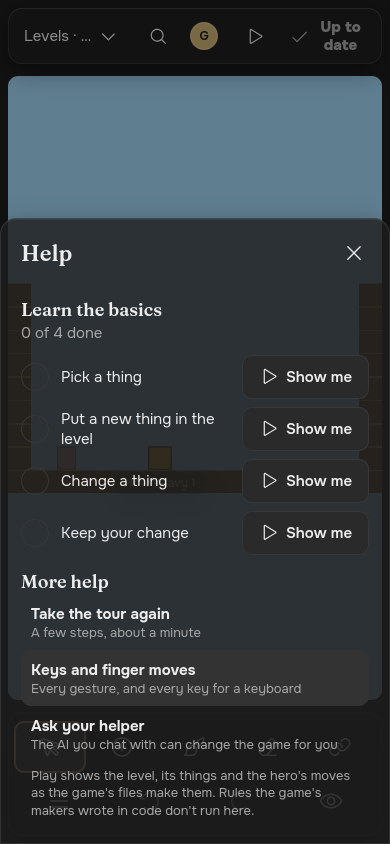 Levels · ...
G
Up to
date
Help
Learn the basics
0 of 4 done
Pick a thing
Show me
Put a new thing in the
level
Show me
Change a thing
Show me
Keep your change
Show me
More help
Take the tour again
A few steps, about a minute
Keys and finger moves
Every gesture, and every key for a keyboard
Ask your helper
The AI you chat with can change the game for you
Play shows the level, its things and the hero's moves
as the game's files make them. Rules the game's
makers wrote in code don't run here.